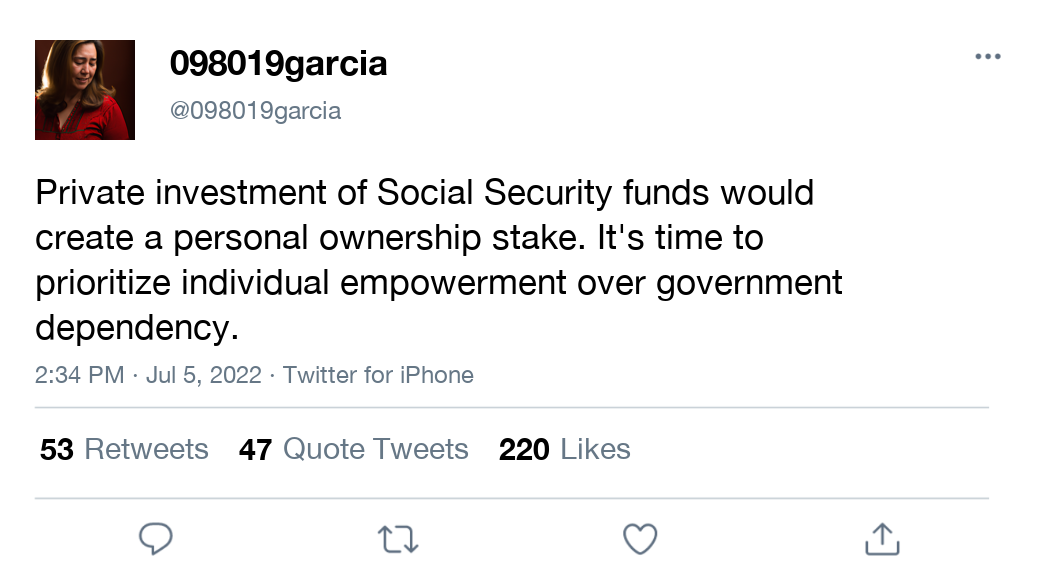 098019garcia
@098019garcia
Private investment of Social Security funds would
create a personal ownership stake. It's time to
prioritize individual empowerment over government
dependency.
2:34 PM · Jul 5, 2022 · Twitter for iPhone
53 Retweets 47 Quote Tweets 220 Likes